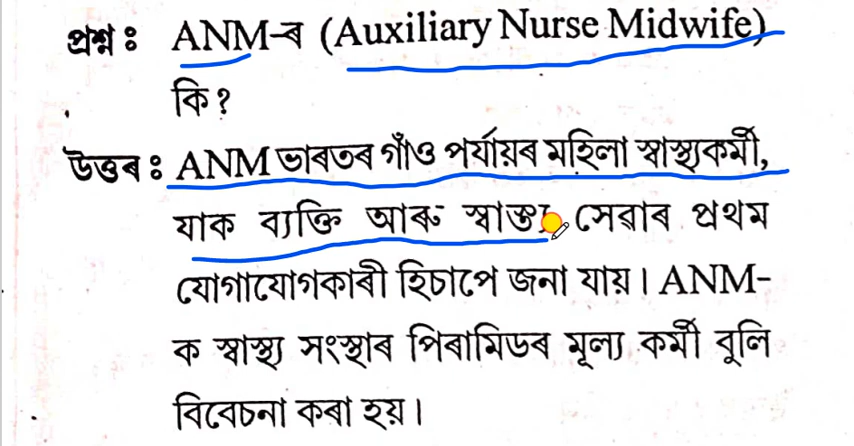 প্ৰশ্ন : ANM-ৰ (Auxiliary Nurse Midwife)
কি ?
উত্তৰ : ANM ভাৰতৰ গাঁও পৰ্যায়ৰ মহিলা স্বাস্থ্যকৰ্মী,
যাক ব্যক্তি আৰু স্বাস্থ্য সেৱাৰ প্ৰথম
যোগাযোগকাৰী হিচাপে জনা যায়। ANM-
ক স্বাস্থ্য সংস্থাৰ পিৰামিডৰ মূল্য কৰ্মী বুলি
বিবেচনা কৰা হয়।